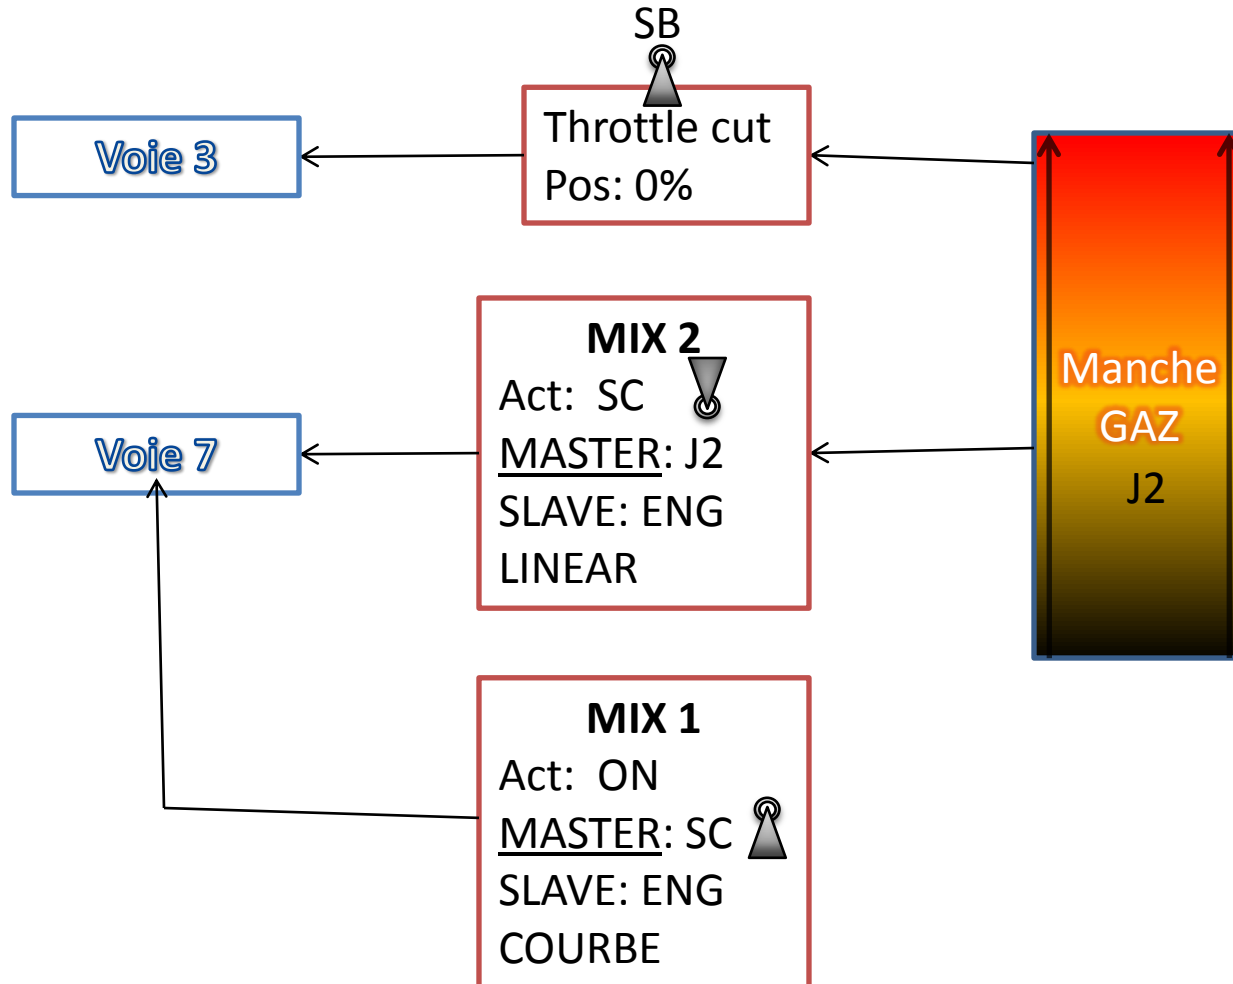 SB
Throttle cut
Pos: 0%
Voie 3
MIX 2
Act: SC
MASTER: J2
SLAVE: ENG
LINEAR
Voie 7
Manche
GAZ
J2
MIX 1
Act: ON
MASTER: SC
SLAVE: ENG
COURBE